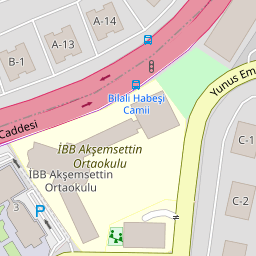 A-14
A-13
B-1
Yunus Em
Bilali Habeşi
Camii
Caddesi
İBB Akşemsettin
Ortaokulu
İBB Akşemsettin
Ortaokulu
C-1
C-2
3
P